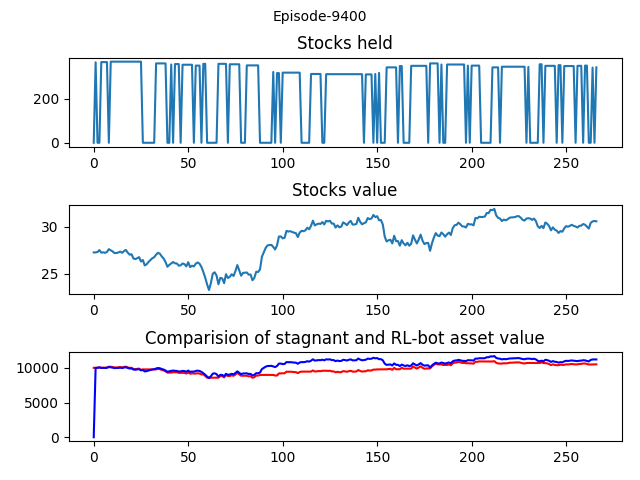 Episode-9400
Stocks held
200
0
0 50 100 150 200 250
Stocks value
30
25
0 50 100 150 200 250
Comparision of stagnant and RL-bot asset value
10000
5000
0
0 50 100 150 200 250